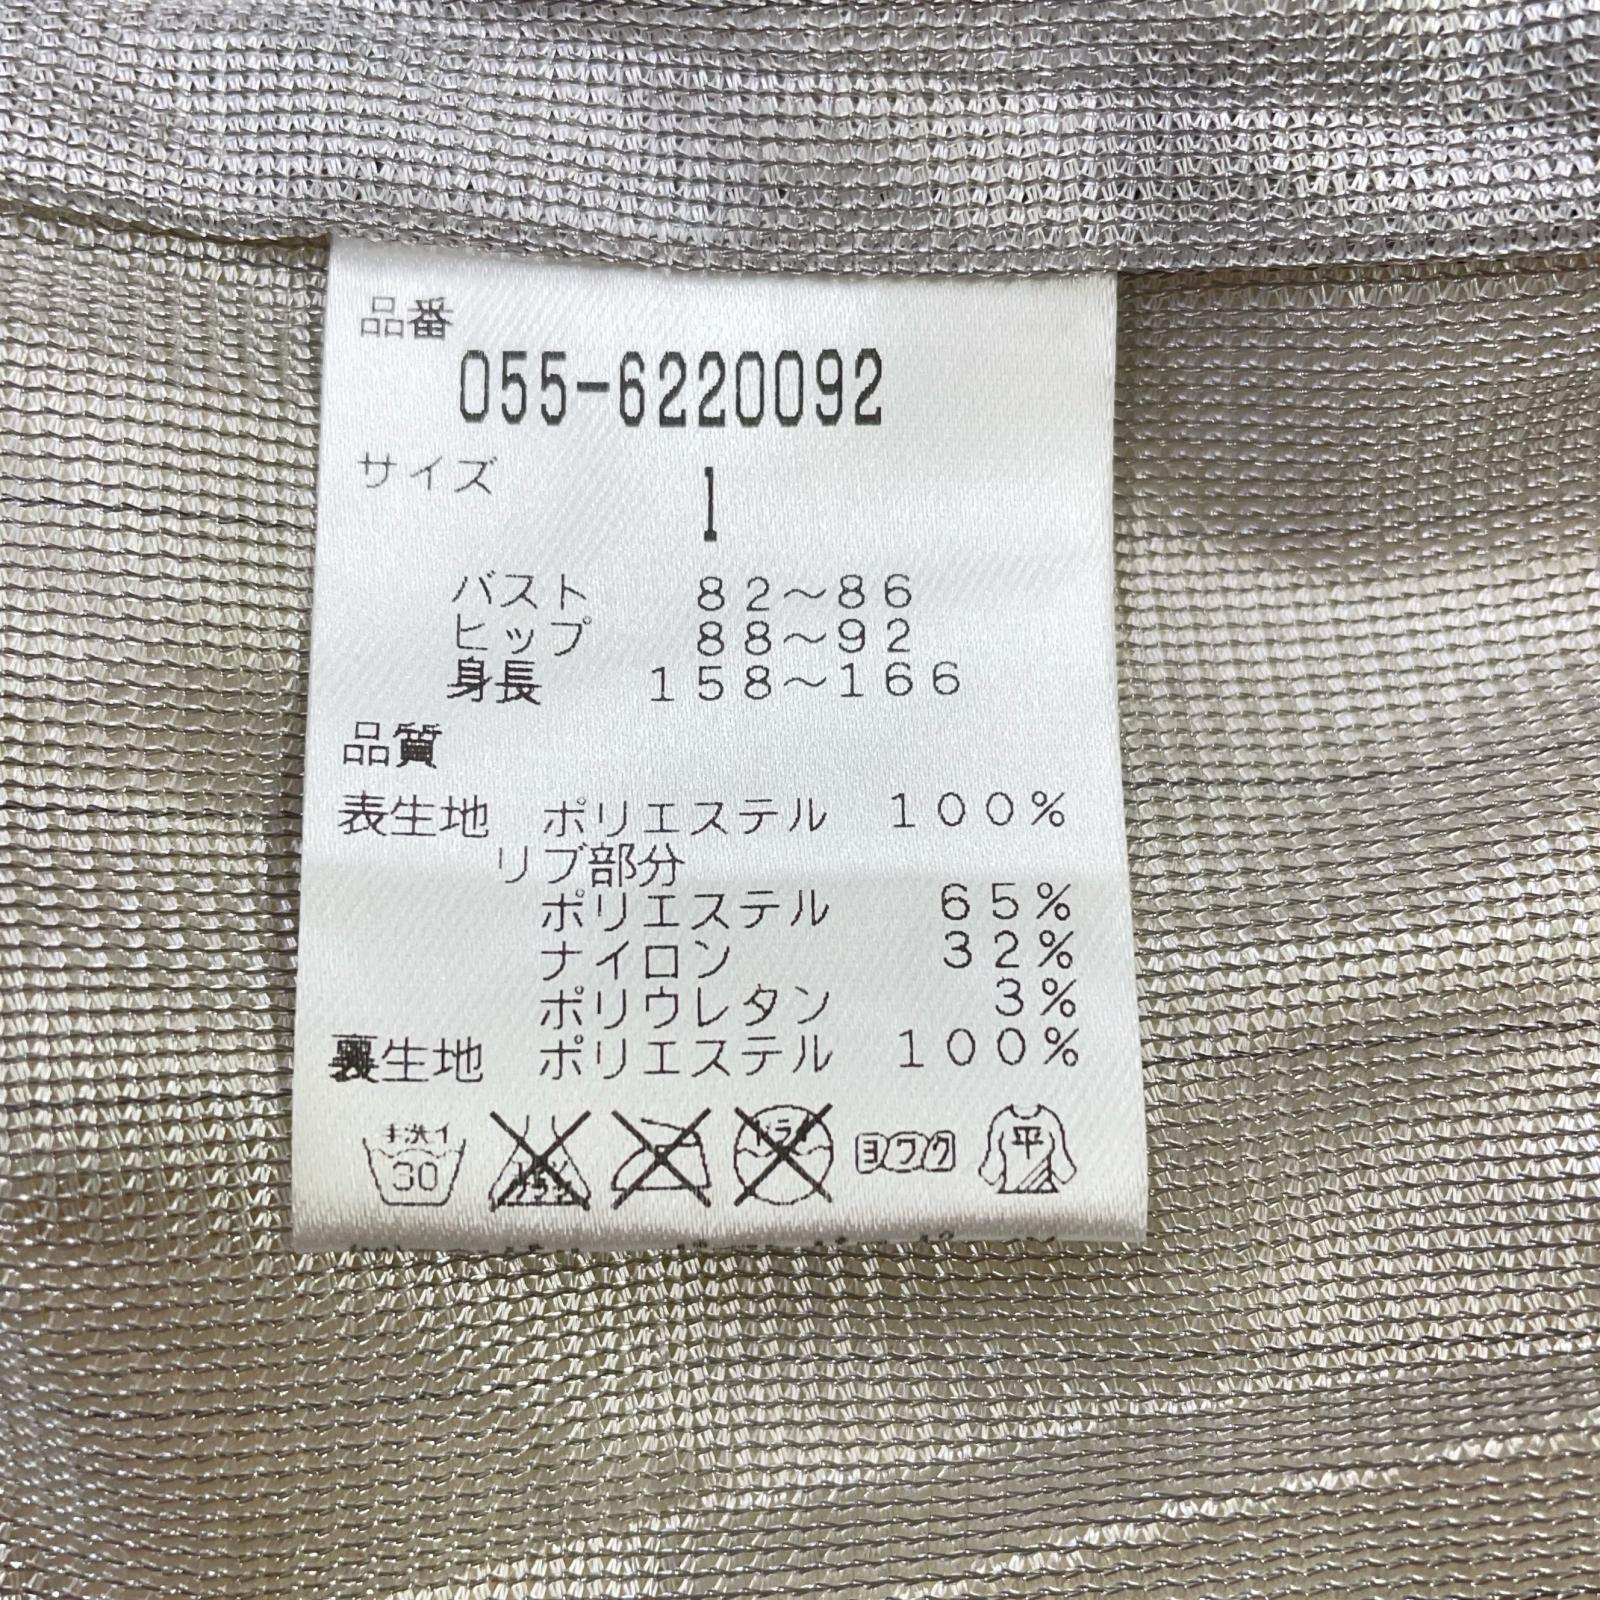 品番
055-6220092
サイズ
1
バスト 82～86
ヒップ 88～92
身長 158～166
品質
表生地 ポリエステル 100%
リブ部分
ポリエステル 65%
ナイロン 32%
ポリウレタン 3%
裏生地 ポリエステル 100%
手洗イ 30 ドライ ヨワク 平